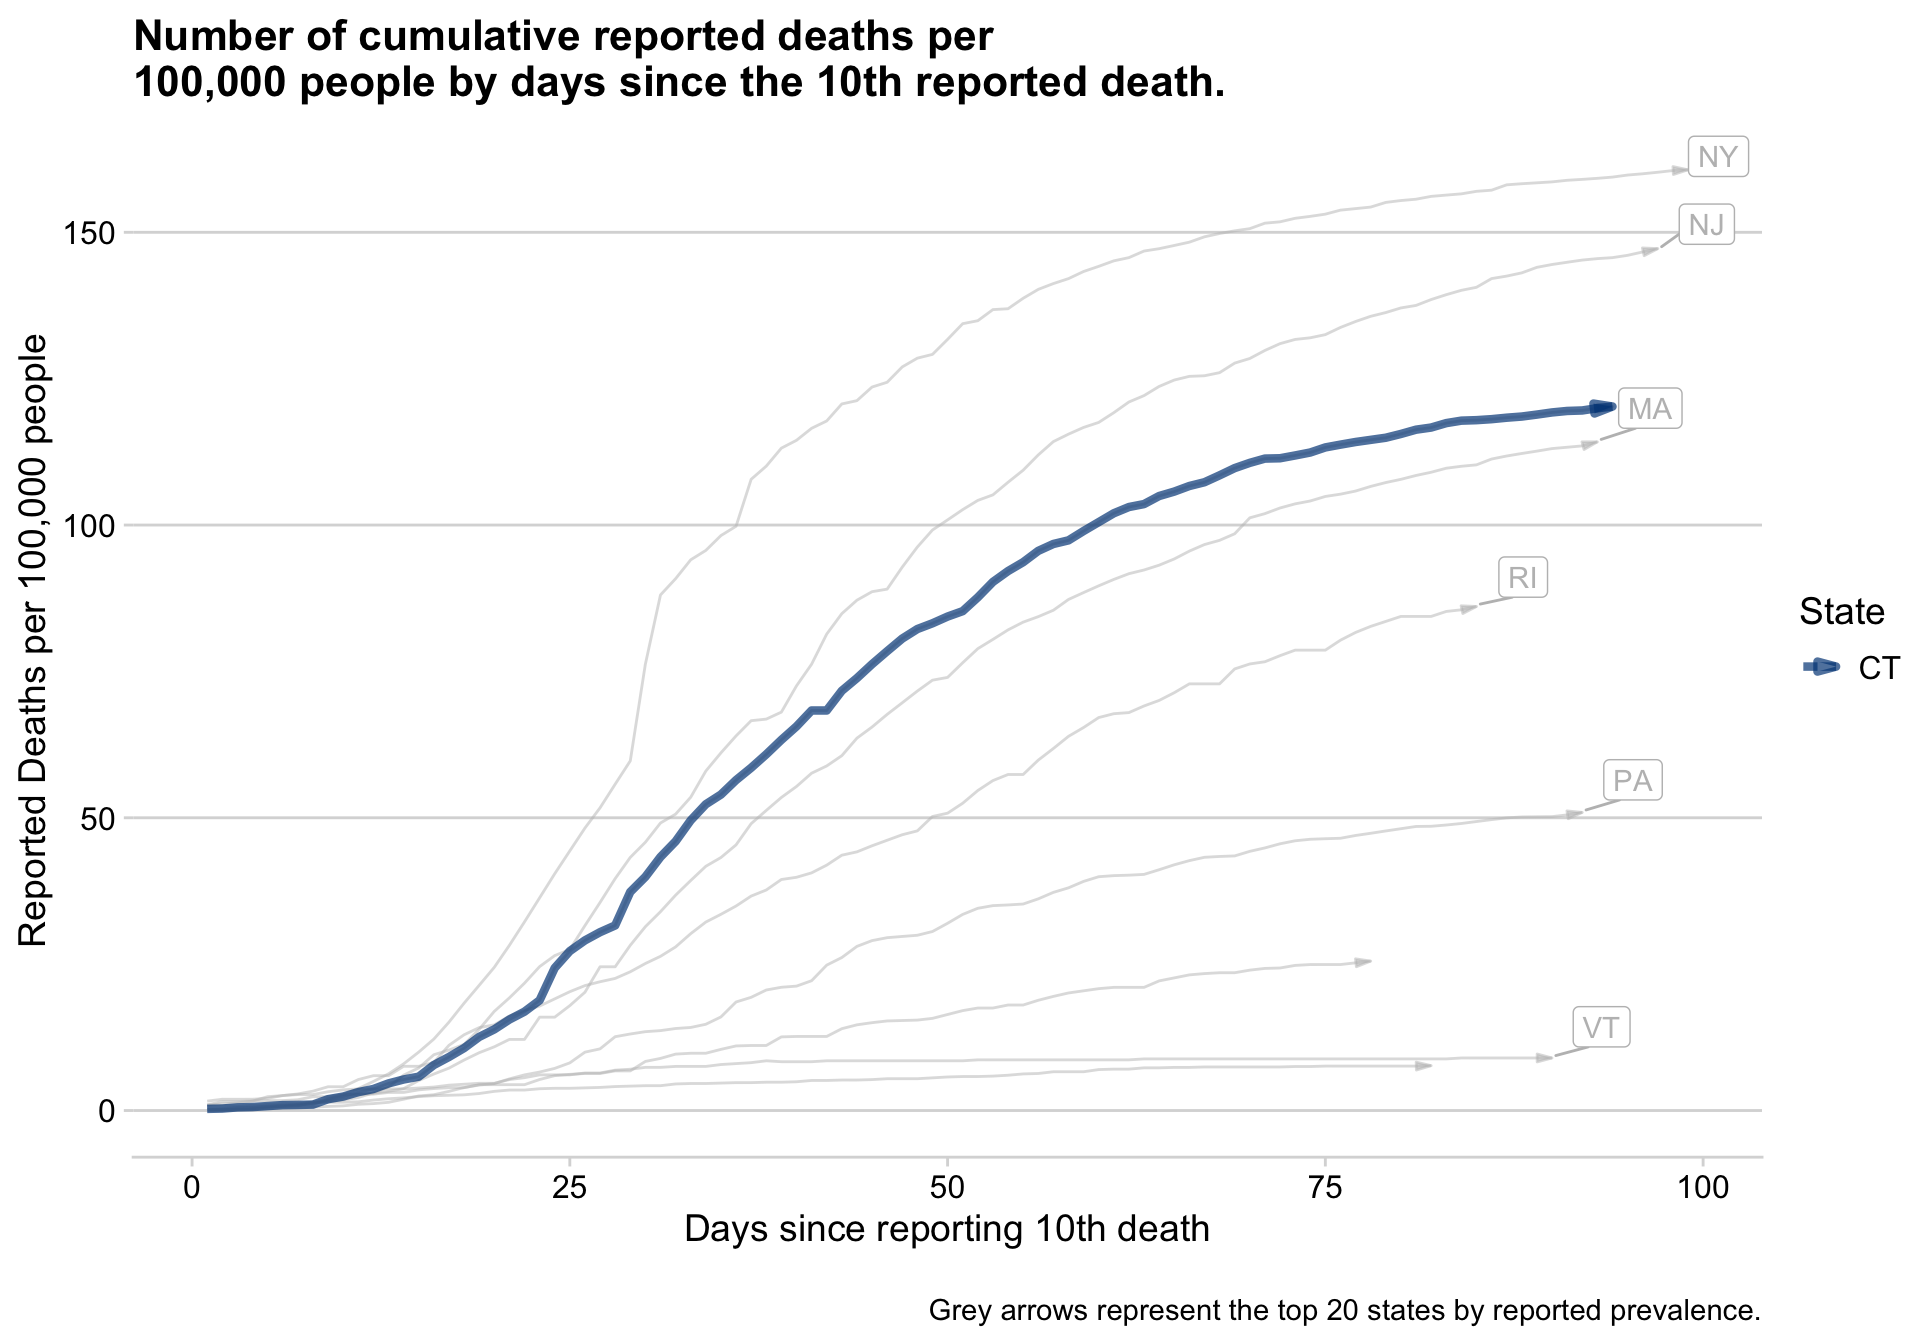 Number of cumulative reported deaths per
100,000 people by days since the 10th reported death.
NY
NJ
150
MA
100
RI
State
CT
PA
50
VT
0
Reported Deaths per 100,000 people
0 25 50 75 100
Days since reporting 10th death
Grey arrows represent the top 20 states by reported prevalence.